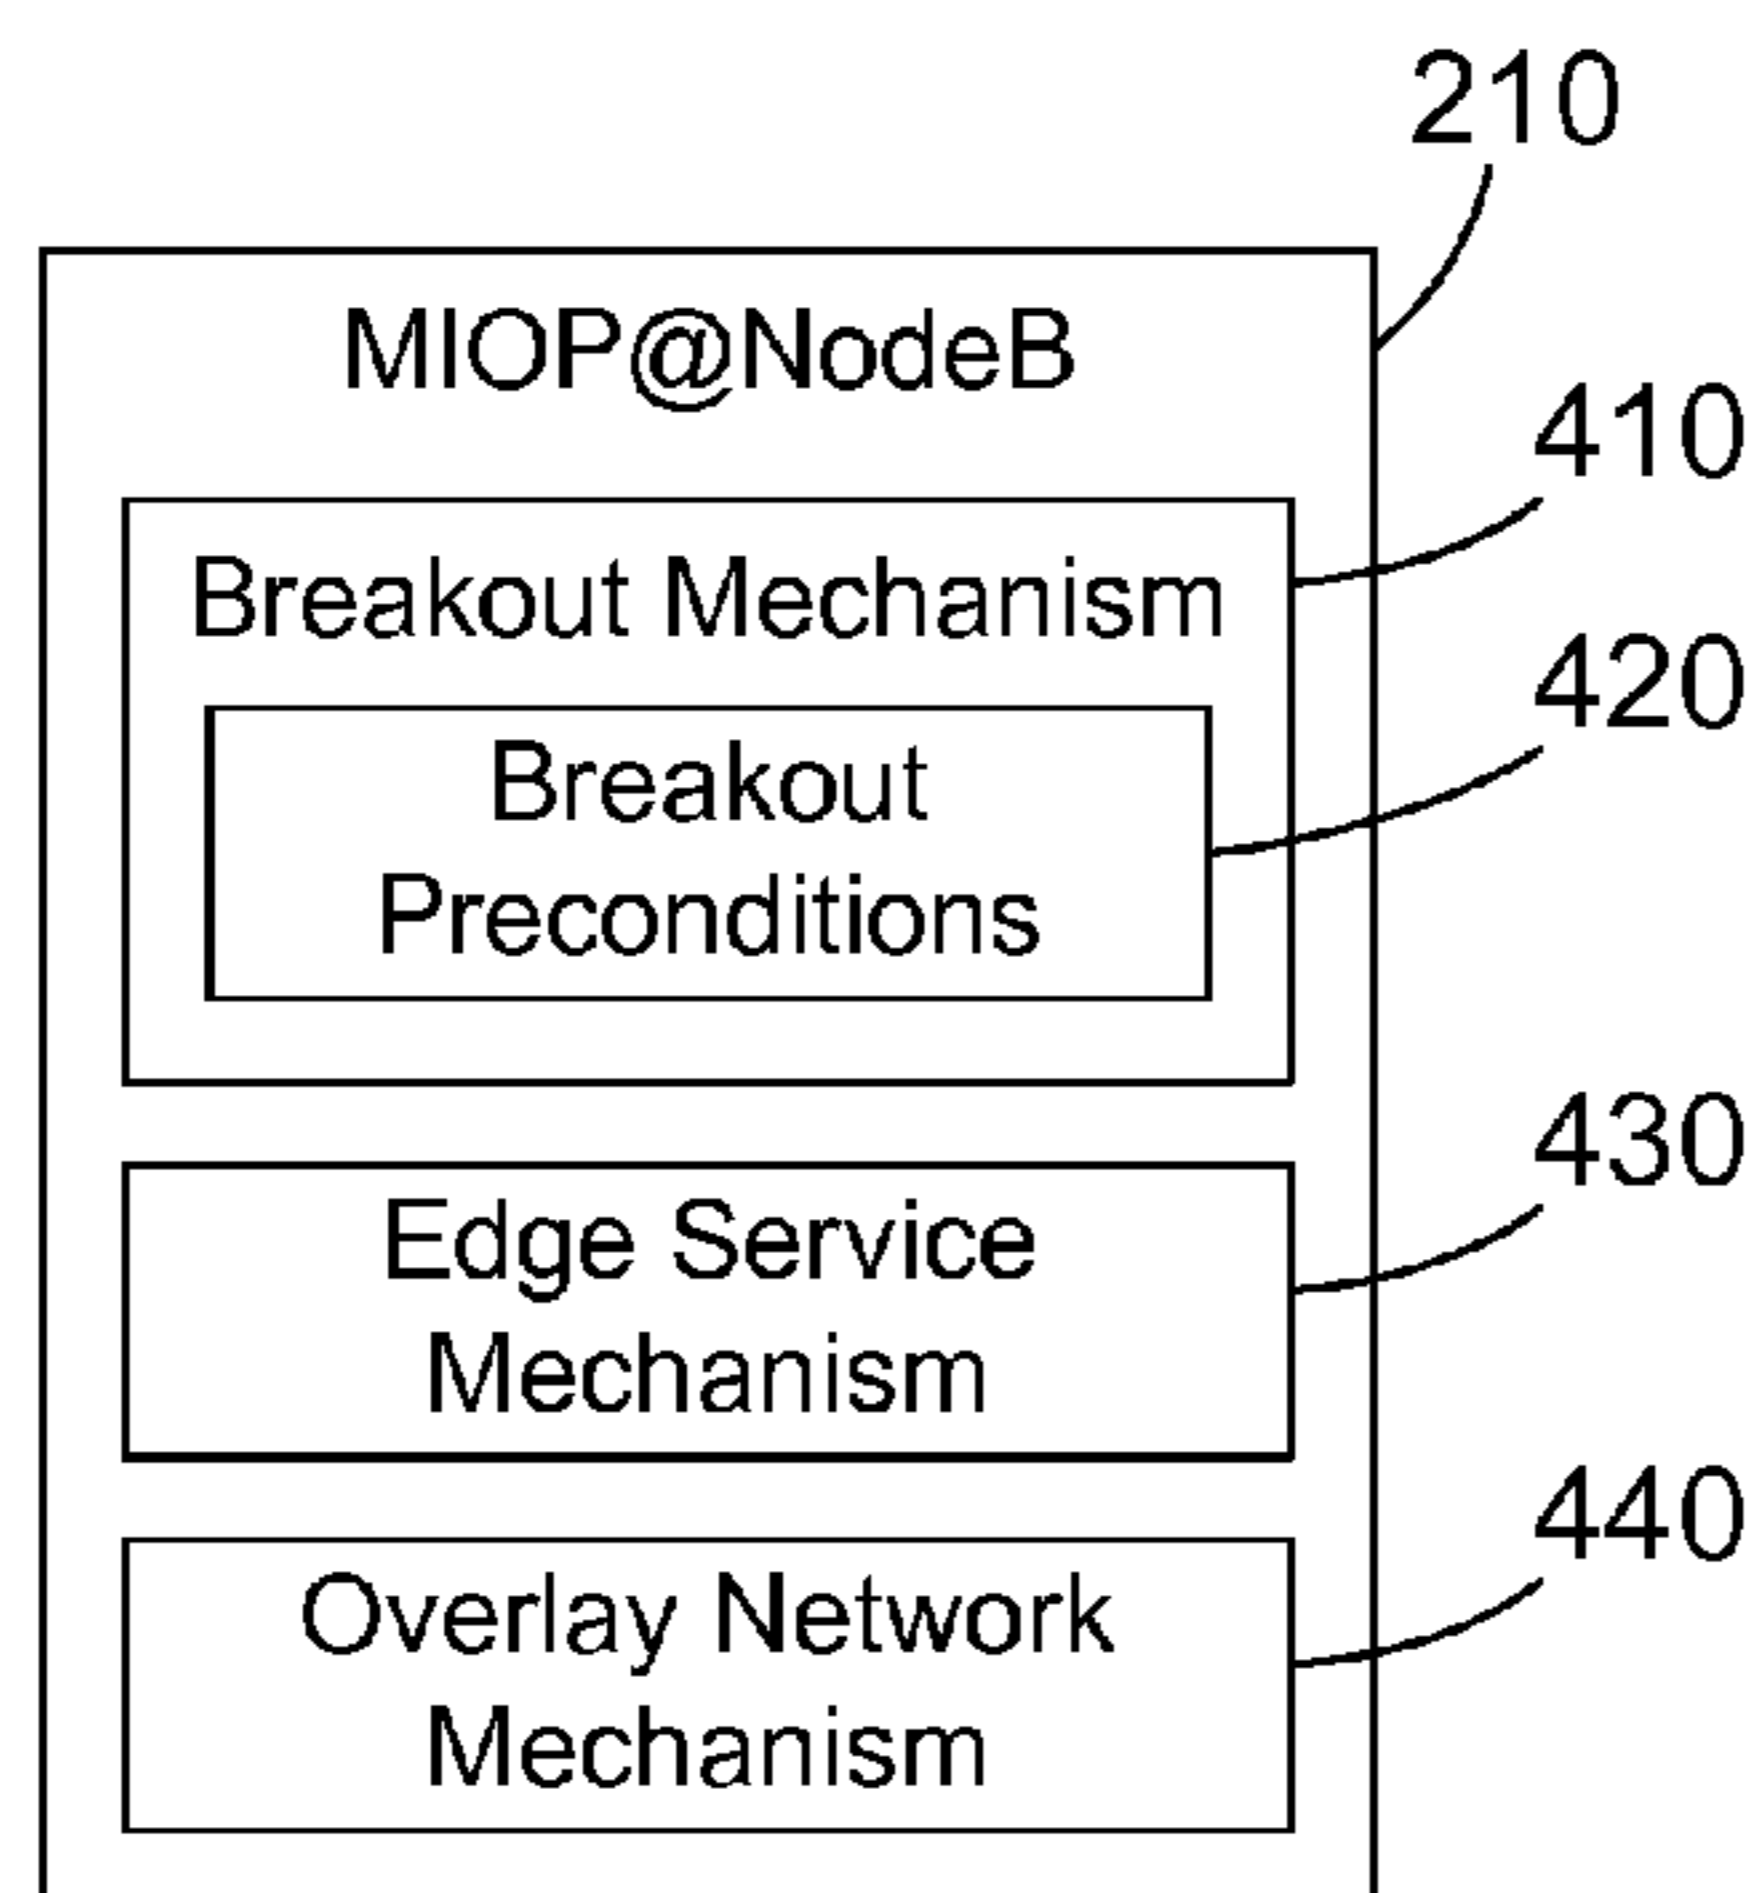 210
MIOP@NodeB
410
Breakout Mechanism
420
Breakout
Preconditions
430
Edge Service
Mechanism
440
Overlay Network
Mechanism